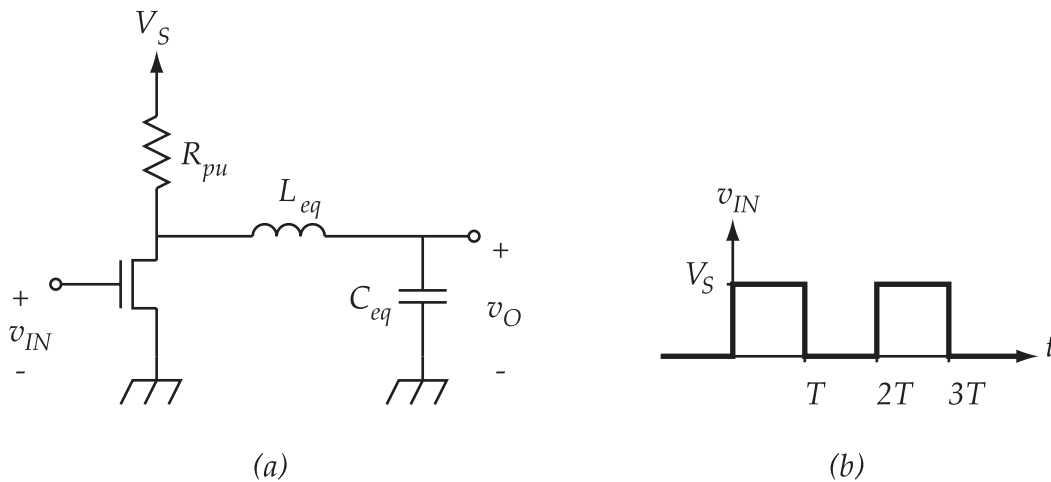 V_S
R_pu
L_eq
+
v_IN
-
C_eq
+
v_O
-
(a)
v_IN
V_S
t
T 2T 3T
(b)